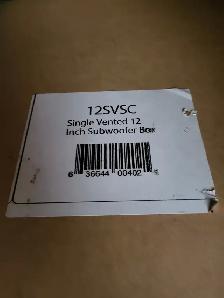 12SVSC
Single Vented 12
Inch Subwoofer Box
6 36644 00402